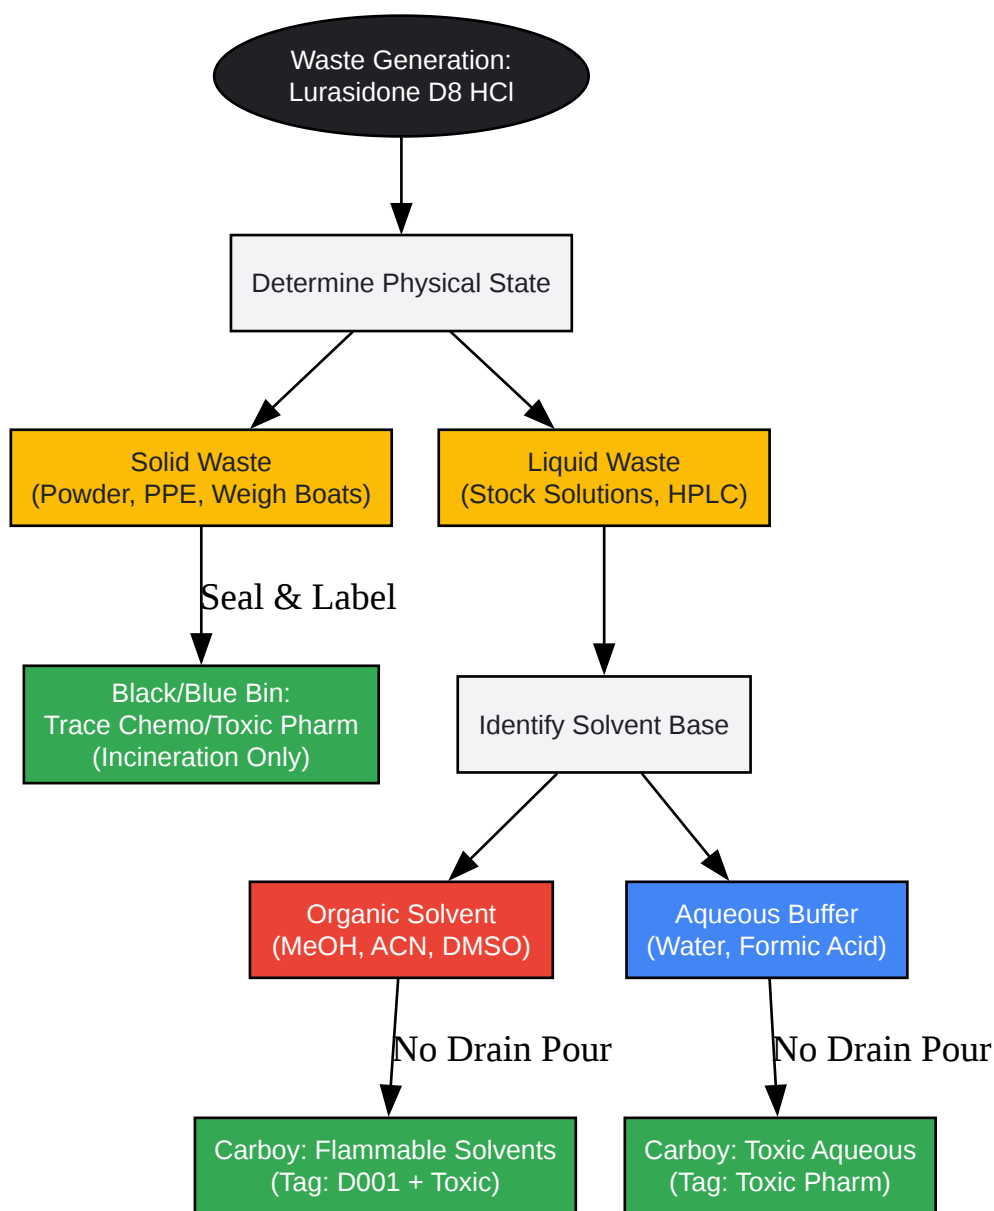 Waste Generation:
Lurasidone D8 HCl
Determine Physical State
Solid Waste
(Powder, PPE, Weigh Boats)
Liquid Waste
(Stock Solutions, HPLC)
Seal & Label
Black/Blue Bin:
Trace Chemo/Toxic Pharm
(Incineration Only)
Identify Solvent Base
Organic Solvent
(MeOH, ACN, DMSO)
Aqueous Buffer
(Water, Formic Acid)
No Drain Pour
No Drain Pour
Carboy: Flammable Solvents
(Tag: D001 + Toxic)
Carboy: Toxic Aqueous
(Tag: Toxic Pharm)